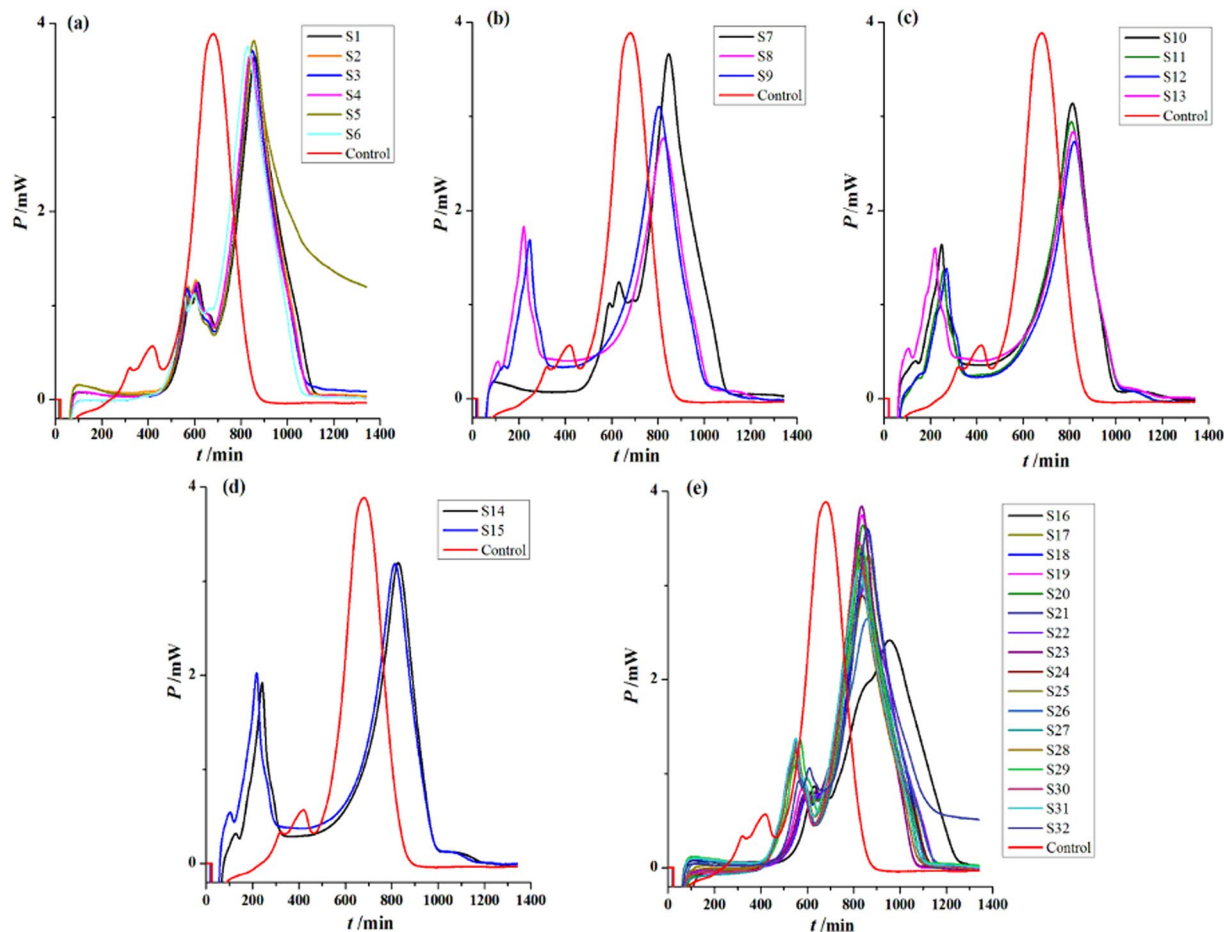 (a)
S1
S2
S3
S4
S5
S6
Control
P /mW
4
2
0
0 200 400 600 800 1000 1200 1400
t /min
(b)
S7
S8
S9
Control
P /mW
4
2
0
0 200 400 600 800 1000 1200 1400
t /min
(c)
S10
S11
S12
S13
Control
P /mW
4
2
0
0 200 400 600 800 1000 1200 1400
t /min
(d)
S14
S15
Control
P /mW
4
2
0
0 200 400 600 800 1000 1200 1400
t /min
(e)
S16
S17
S18
S19
S20
S21
S22
S23
S24
S25
S26
S27
S28
S29
S30
S31
S32
Control
P /mW
4
2
0
0 200 400 600 800 1000 1200 1400
t /min